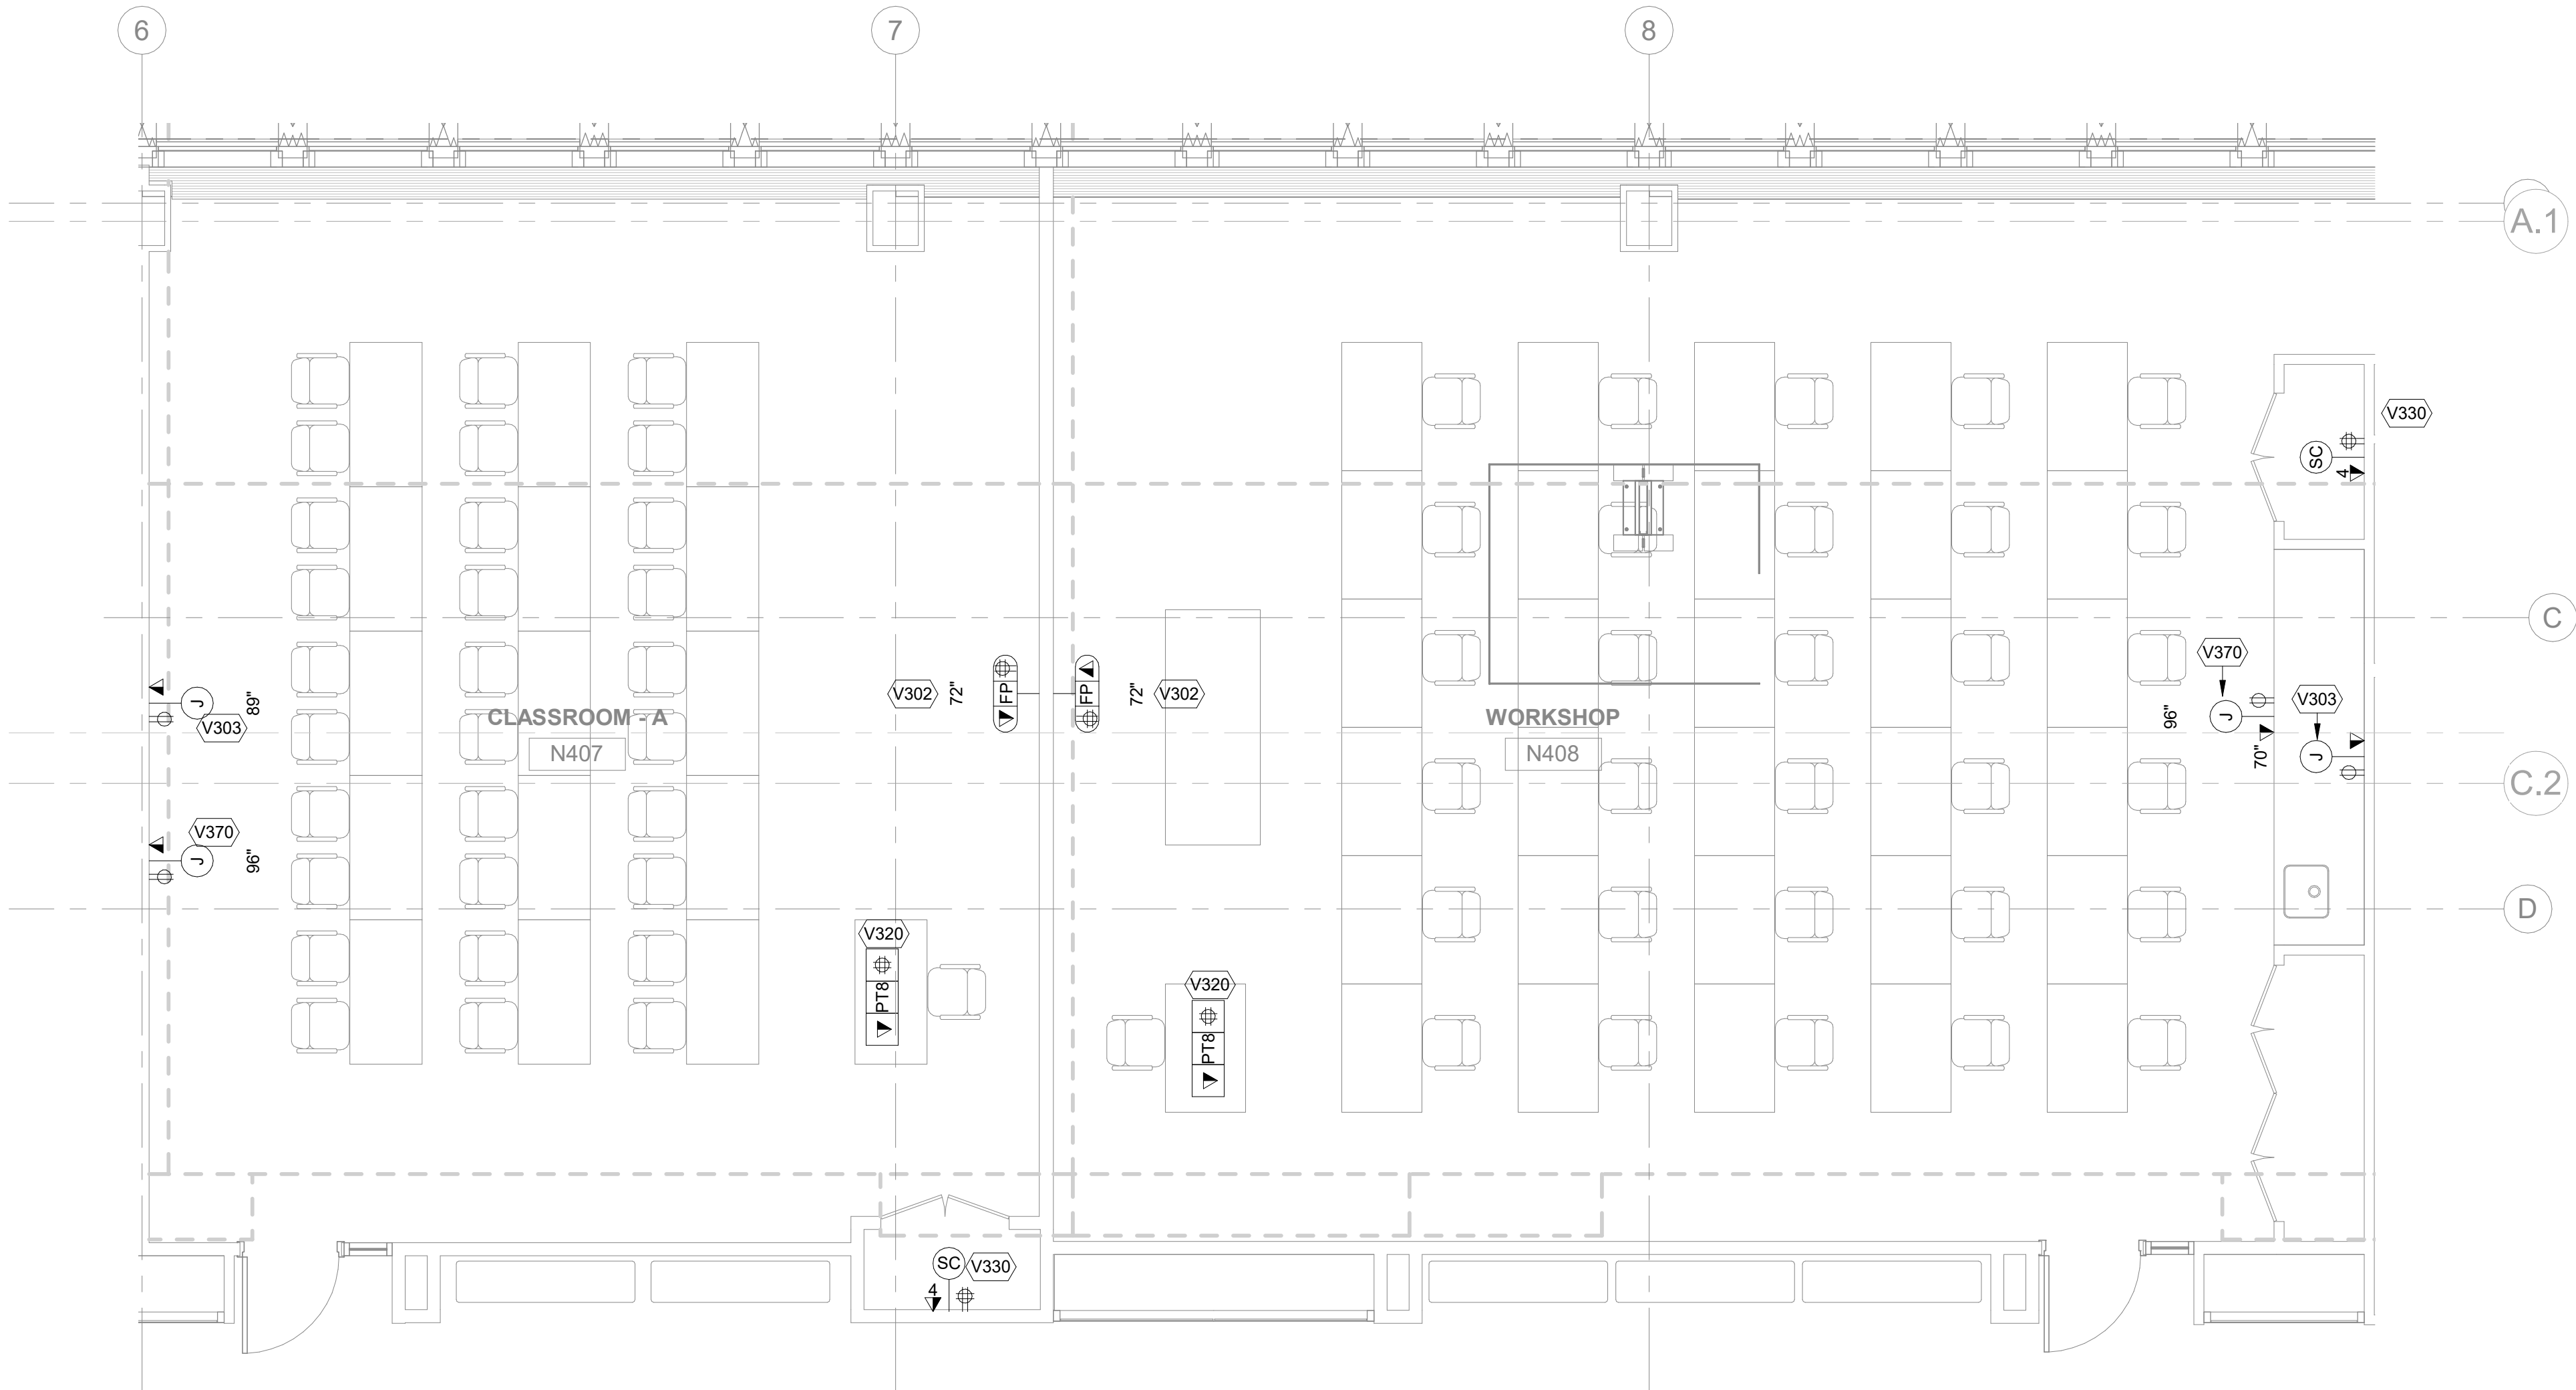 6
7
8
A.1
V330
SC
4
C
V370
V303
89"
J
V303
V302
72"
FP
FP
72"
V302
CLASSROOM - A
N407
WORKSHOP
N408
96"
J
70"
J
C.2
V370
J
96"
D
V320
PT8
V320
PT8
SC
V330
4